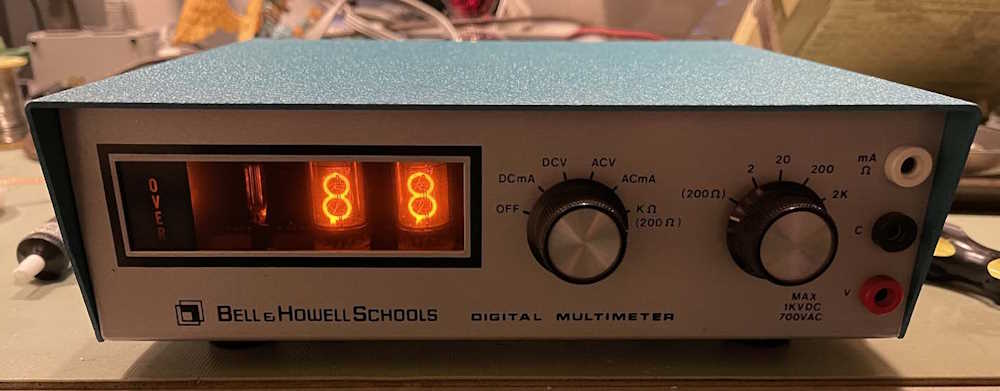 OVER
88
OFF
DCmA
DCV
ACV
ACmA
KΩ
(200Ω)
(200Ω)
2
20
200
2K
MAX
1KVDC
700VAC
mA
Ω
C
V
BELL & HOWELL SCHOOLS
DIGITAL MULTIMETER